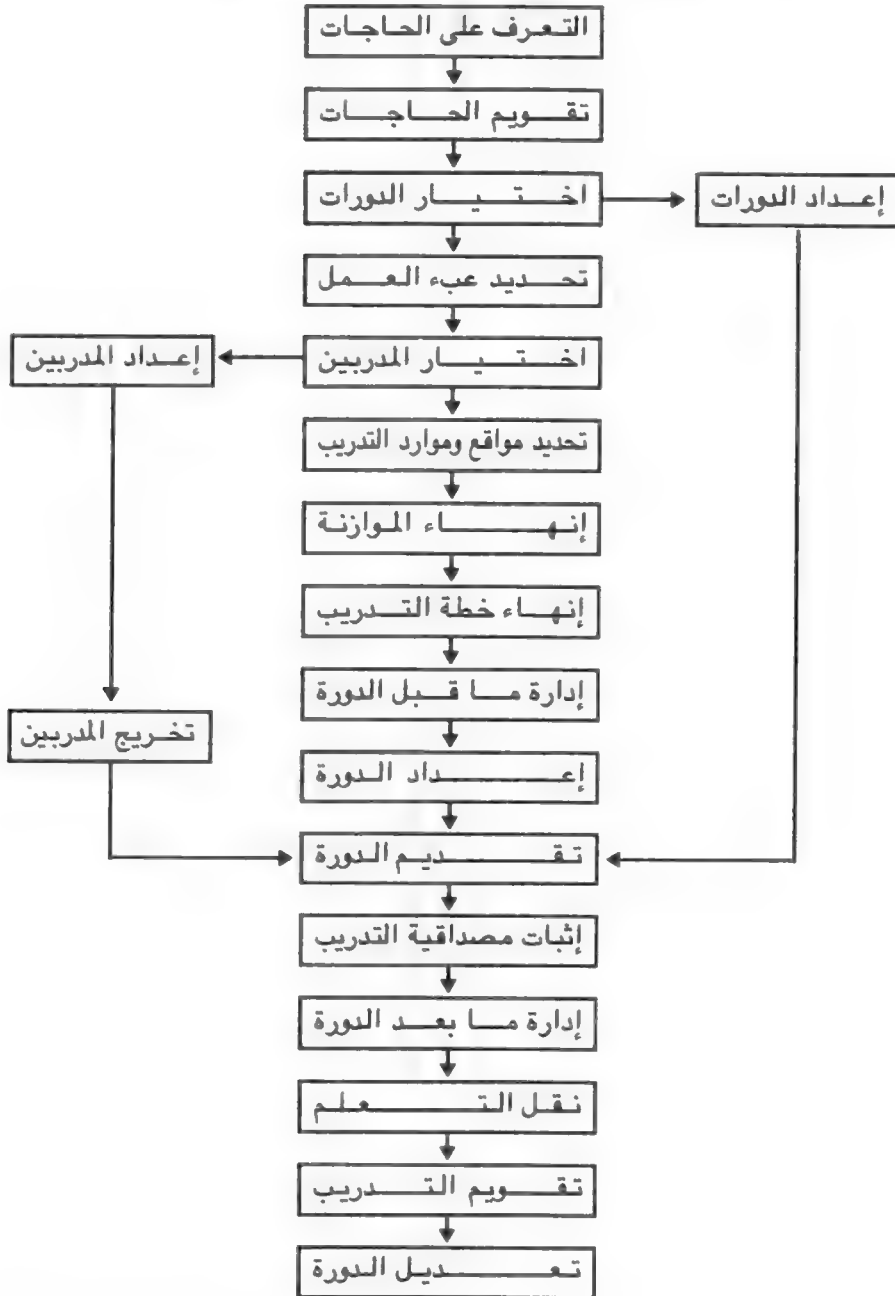 التعرف على الحاجات
تقويم الحاجات
اختيار الدورات
إعداد الدورات
تحديد عبء العمل
اختيار المدربين
إعداد المدربين
تحديد مواقع وموارد التدريب
إنهاء الموازنة
إنهاء خطة التدريب
إدارة ما قبل الدورة
تخريج المدربين
إعداد الدورة
تقديم الدورة
إثبات مصداقية التدريب
إدارة ما بعد الدورة
نقل التعلم
تقويم التدريب
تعديل الدورة